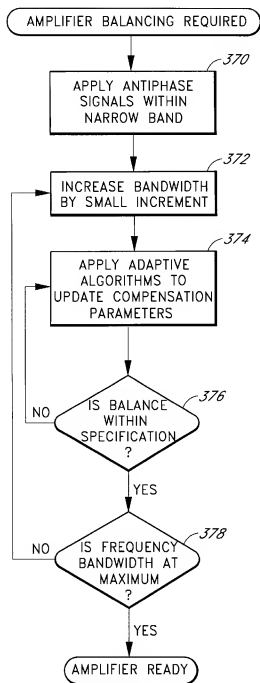 AMPLIFIER BALANCING REQUIRED
370
APPLY ANTIPHASE
SIGNALS WITHIN
NARROW BAND
372
INCREASE BANDWIDTH
BY SMALL INCREMENT
374
APPLY ADAPTIVE
ALGORITHMS TO
UPDATE COMPENSATION
PARAMETERS
376
IS BALANCE
WITHIN
SPECIFICATION
?
NO
YES
378
IS FREQUENCY
BANDWIDTH AT
MAXIMUM
?
NO
YES
AMPLIFIER READY